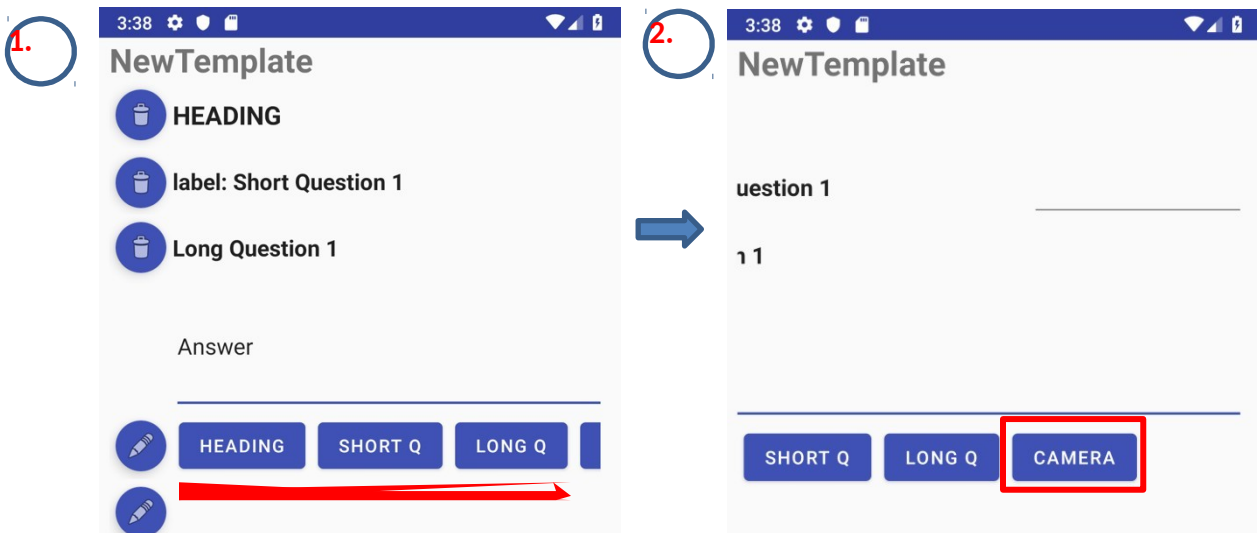 1.
3:38
NewTemplate
HEADING
label: Short Question 1
Long Question 1
Answer
HEADING SHORT Q LONG Q
2.
3:38
NewTemplate
uestion 1
n 1
SHORT Q LONG Q CAMERA